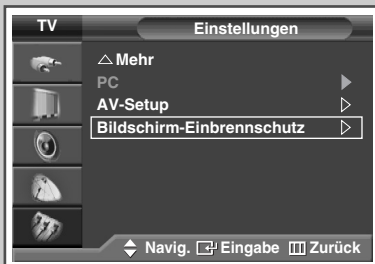 TV
Einstellungen
△ Mehr
PC
AV-Setup
Bildschirm-Einbrennschutz
Navig. Eingabe Zurück